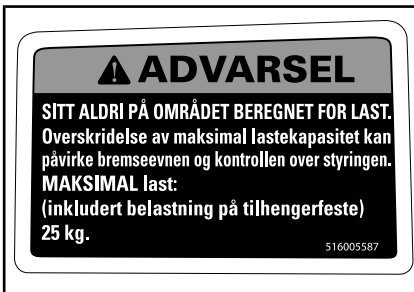 ADVARSEL
SITT ALDRI PÅ OMRÅDET BEREGNET FOR LAST.
Overskridelse av maksimal lastekapasitet kan
påvirke bremseevnen og kontrollen over styringen.
MAKSIMAL last:
(inkludert belastning på tilhengerfeste)
25 kg.
516005587